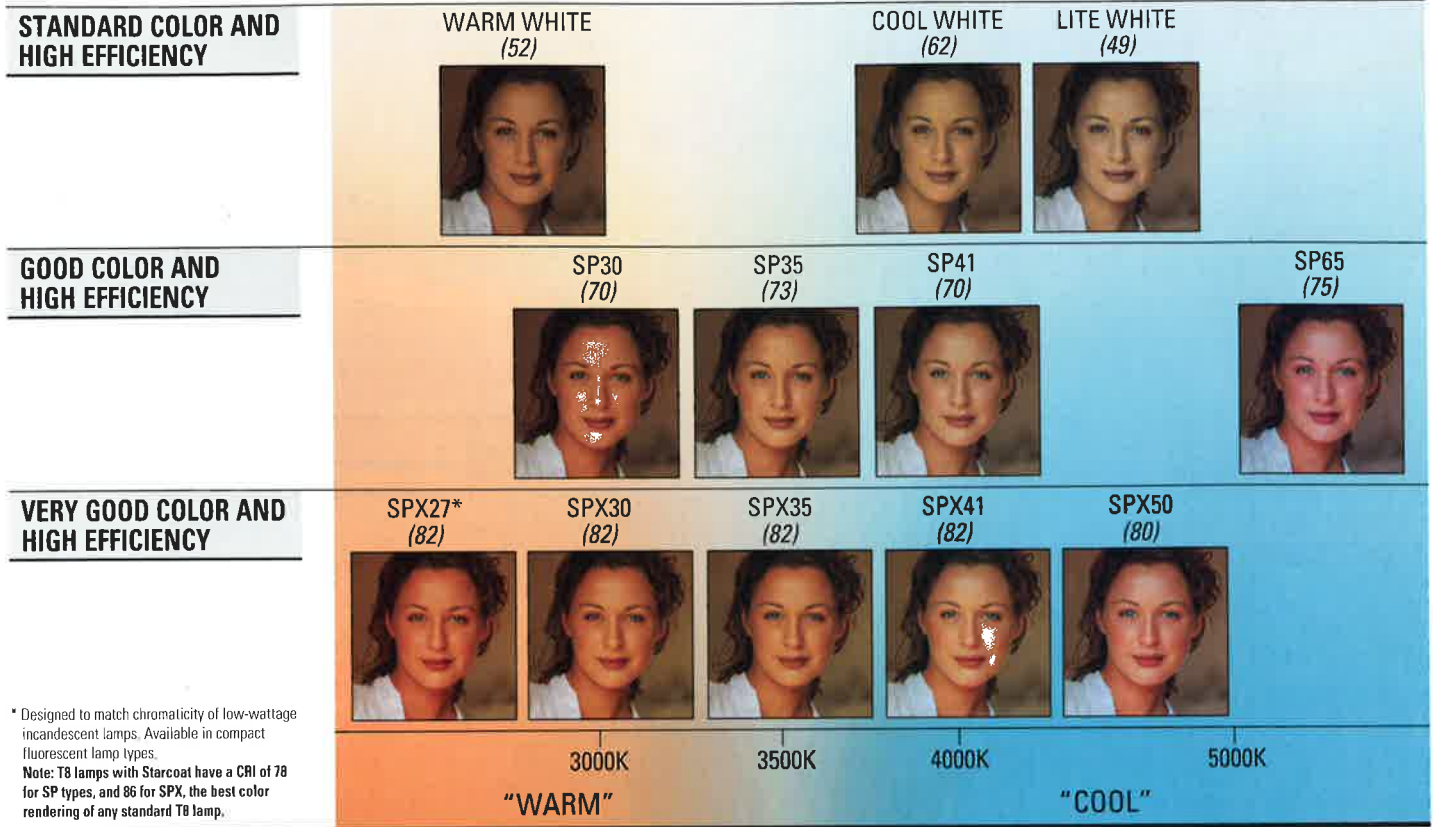 STANDARD COLOR AND
HIGH EFFICIENCY
WARM WHITE
(52)
COOL WHITE
(62)
LITE WHITE
(49)
GOOD COLOR AND
HIGH EFFICIENCY
SP30
(70)
SP35
(73)
SP41
(70)
SP65
(75)
VERY GOOD COLOR AND
HIGH EFFICIENCY
SPX27*
(82)
SPX30
(82)
SPX35
(82)
SPX41
(82)
SPX50
(80)
* Designed to match chromaticity of low-wattage
incandescent lamps. Available in compact
fluorescent lamp types.
Note: T8 lamps with Starcoat have a CRI of 78
for SP types, and 86 for SPX, the best color
rendering of any standard T8 lamp.
3000K
3500K
4000K
5000K
"WARM"
"COOL"